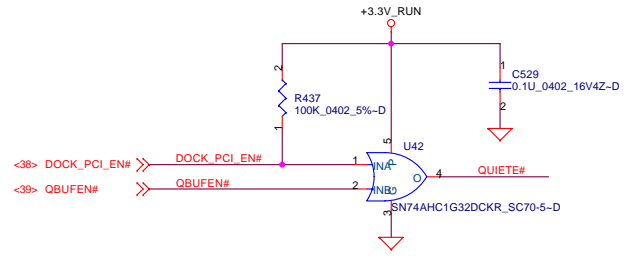 +3.3V_RUN
2
R437
100K_0402_5%~D
1
1
C529
0.1U_0402_16V4Z~D
2
5
U42
<38> DOCK_PCI_EN#
DOCK_PCI_EN#
1
INA
P
<39> QBUFEN#
QBUFEN#
2
INB
G
O
4
QUIETE#
3
SN74AHC1G32DCKR_SC70-5~D